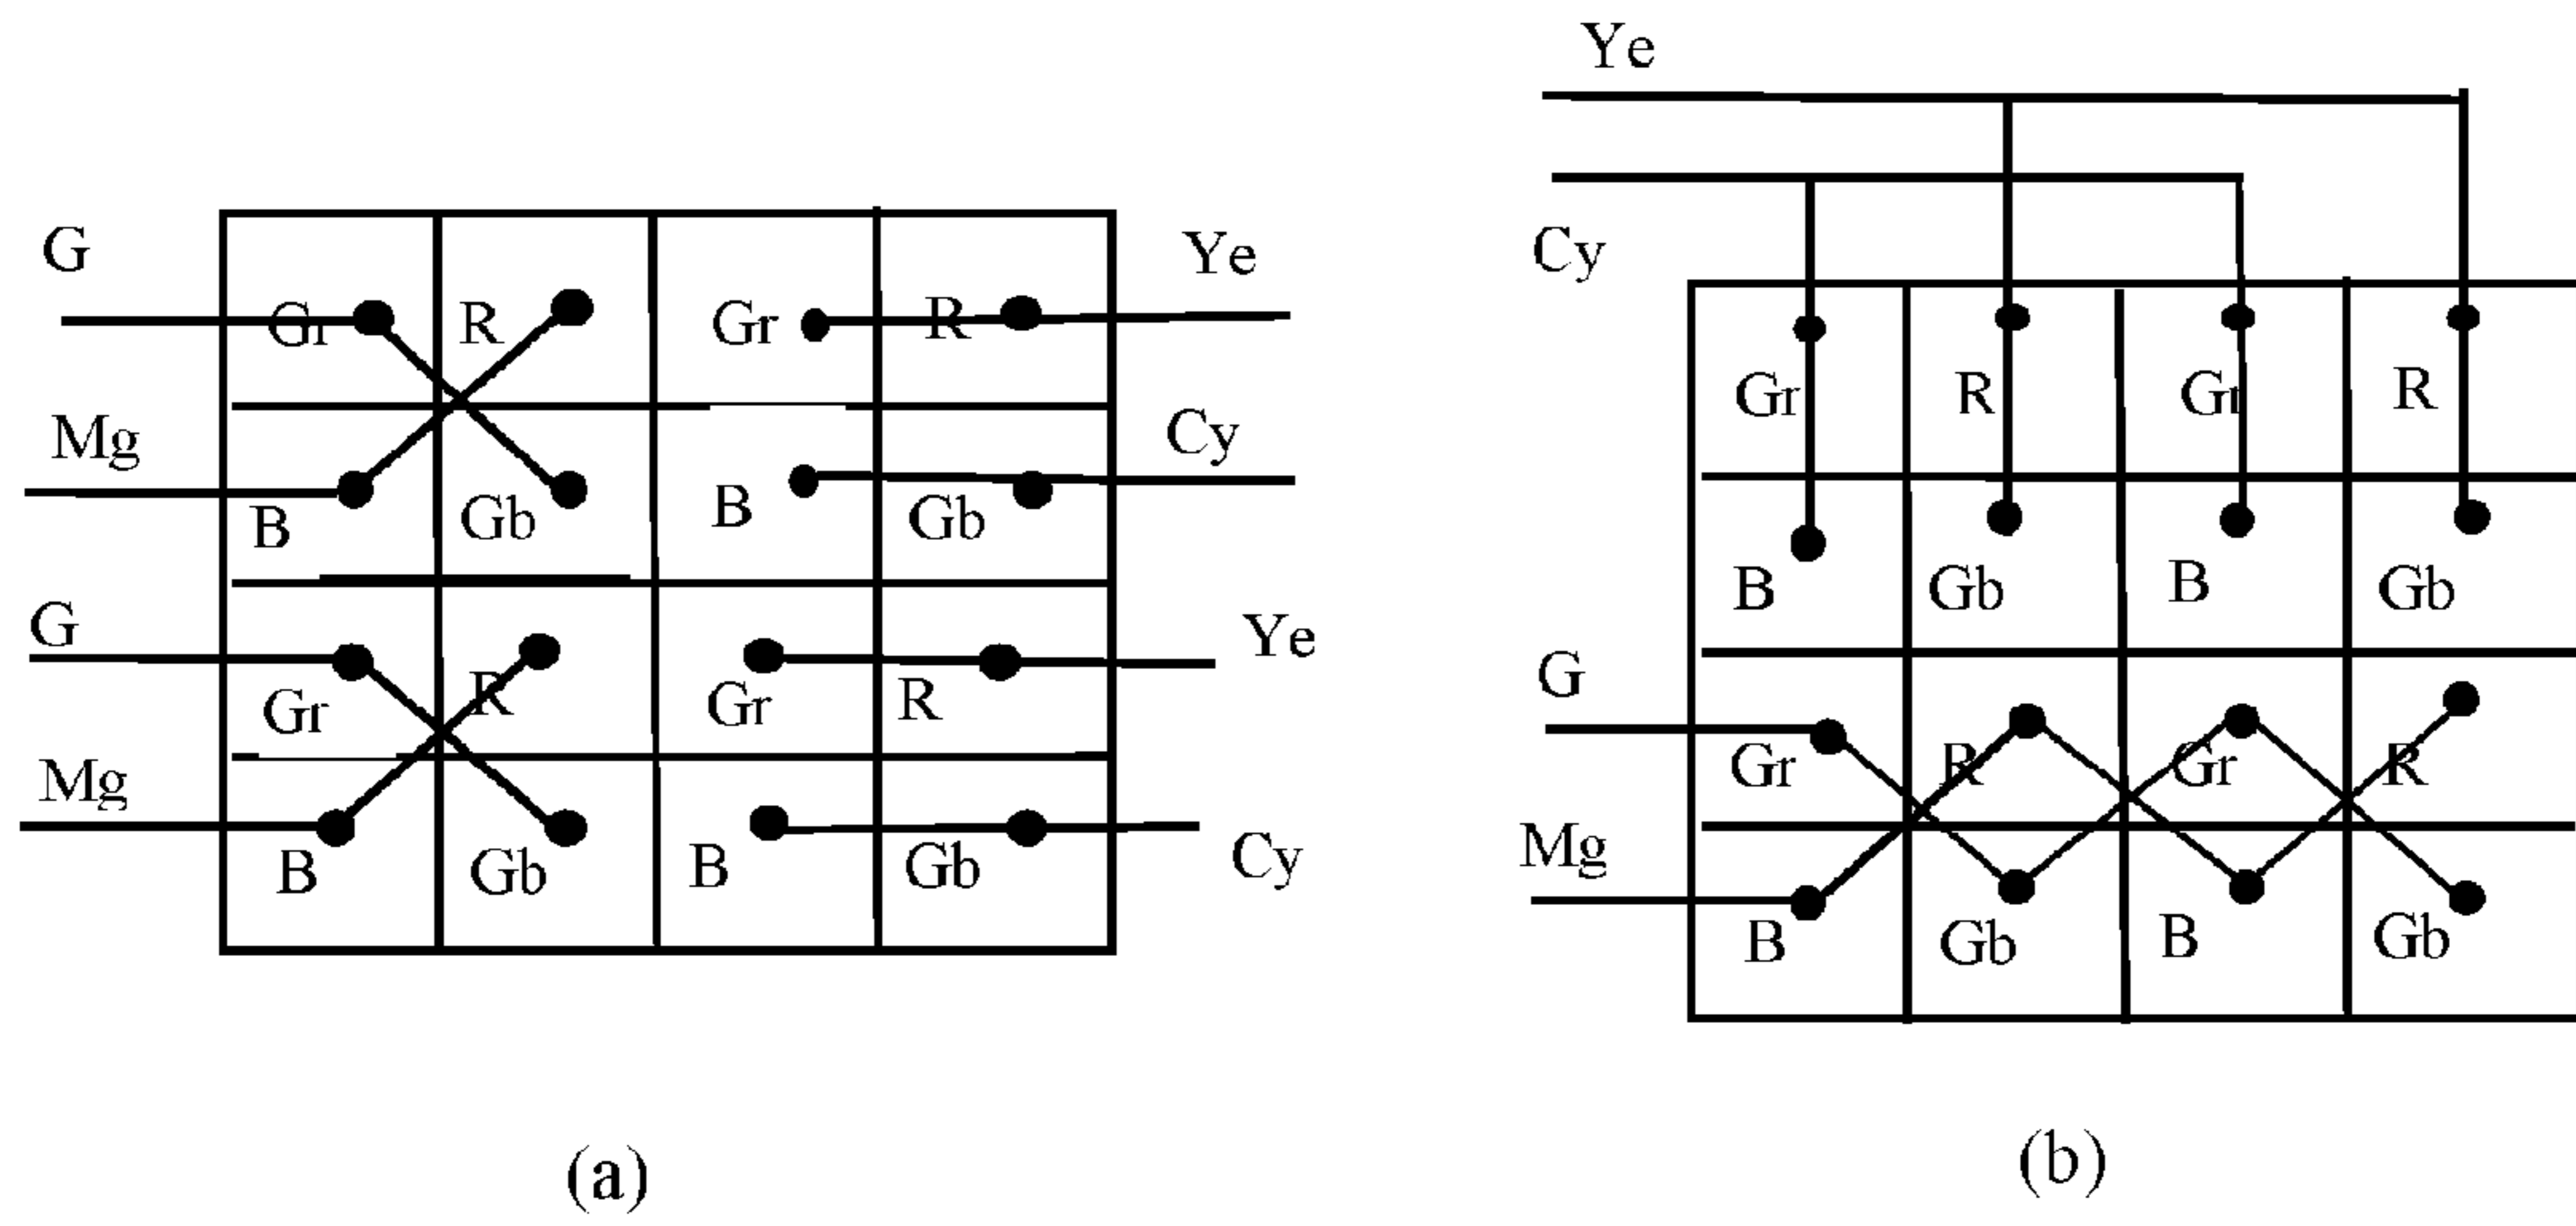 G Gr R Gr R Ye
Mg B Gb B Gb Cy
G Gr R Gr R Ye
Mg B Gb B Gb Cy
(a)
Ye
Cy
Gr R Gr R
B Gb B Gb
G Gr R Gr R
Mg B Gb B Gb
(b)